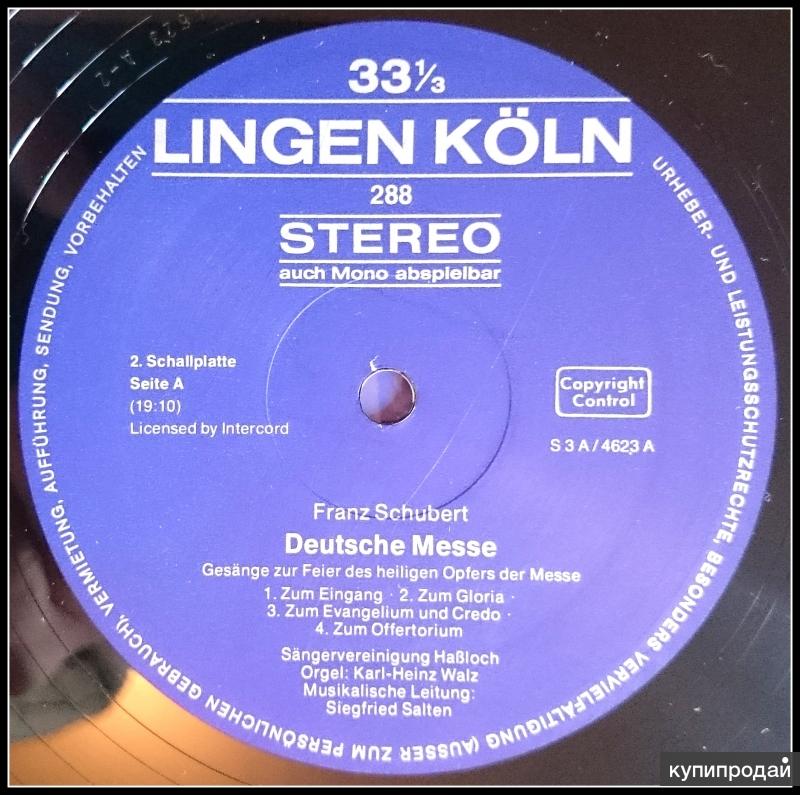 4623 A-2
33⅓
LINGEN KÖLN
288
STEREO
auch Mono abspielbar
2. Schallplatte
Seite A
(19:10)
Licensed by Intercord
Copyright
Control
S 3 A / 4623 A
Franz Schubert
Deutsche Messe
Gesänge zur Feier des heiligen Opfers der Messe
1. Zum Eingang · 2. Zum Gloria ·
3. Zum Evangelium und Credo ·
4. Zum Offertorium
Sängervereinigung Haßloch
Orgel: Karl-Heinz Walz
Musikalische Leitung:
Siegfried Salten
URHEBER- UND LEISTUNGSSCHUTZRECHTE, BESONDERS VERVIELFÄLTIGUNG (AUSSER ZUM PERSÖNLICHEN GEBRAUCH), VERMIETUNG, AUFFÜHRUNG, SENDUNG, VORBEHALTEN
купипродай